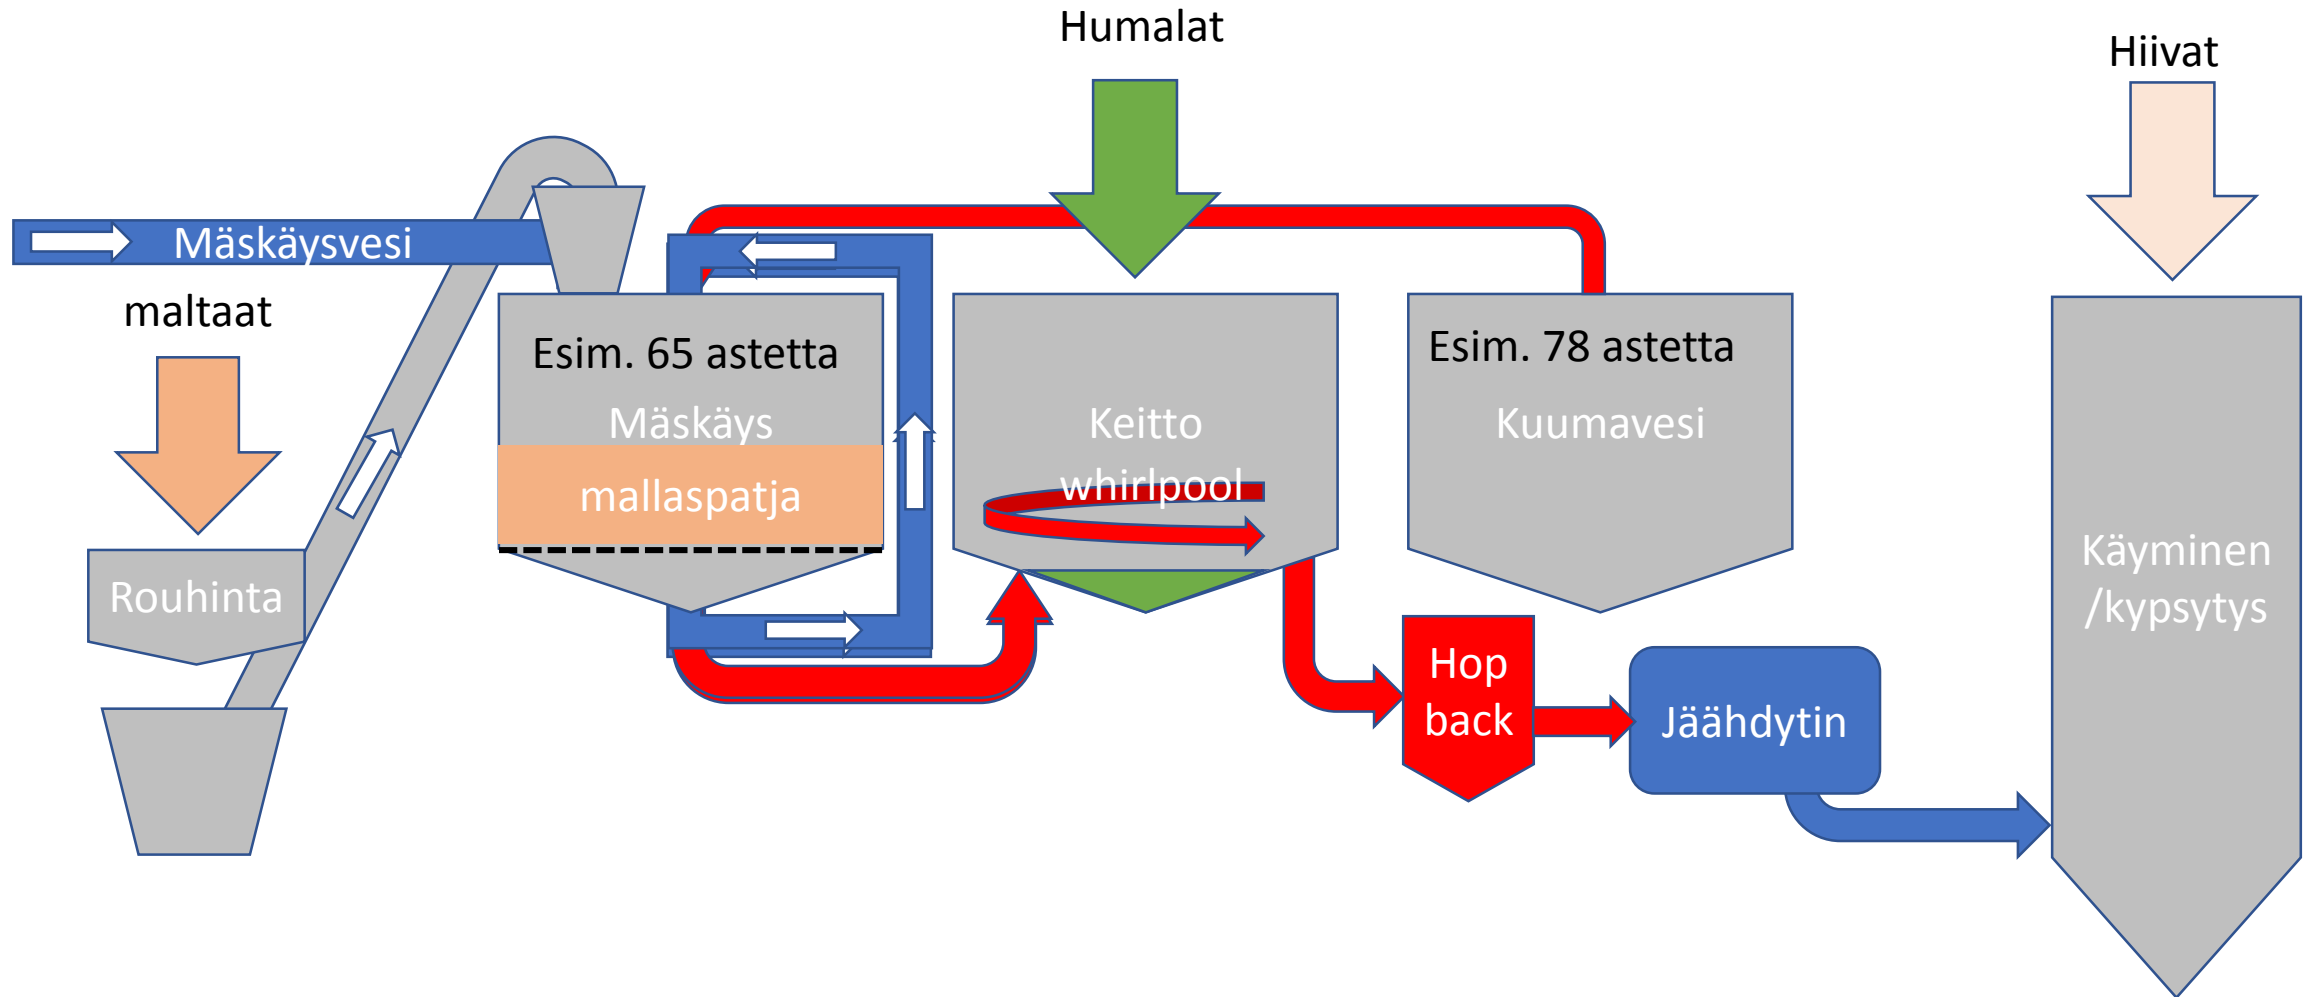 Humalat
Hiivat
Mäskäysvesi
maltaat
Esim. 65 astetta
Mäskäys
mallaspatja
Keitto
whirlpool
Esim. 78 astetta
Kuumavesi
Rouhinta
Hop
back
Jäähdytin
Käyminen
/kypsytys